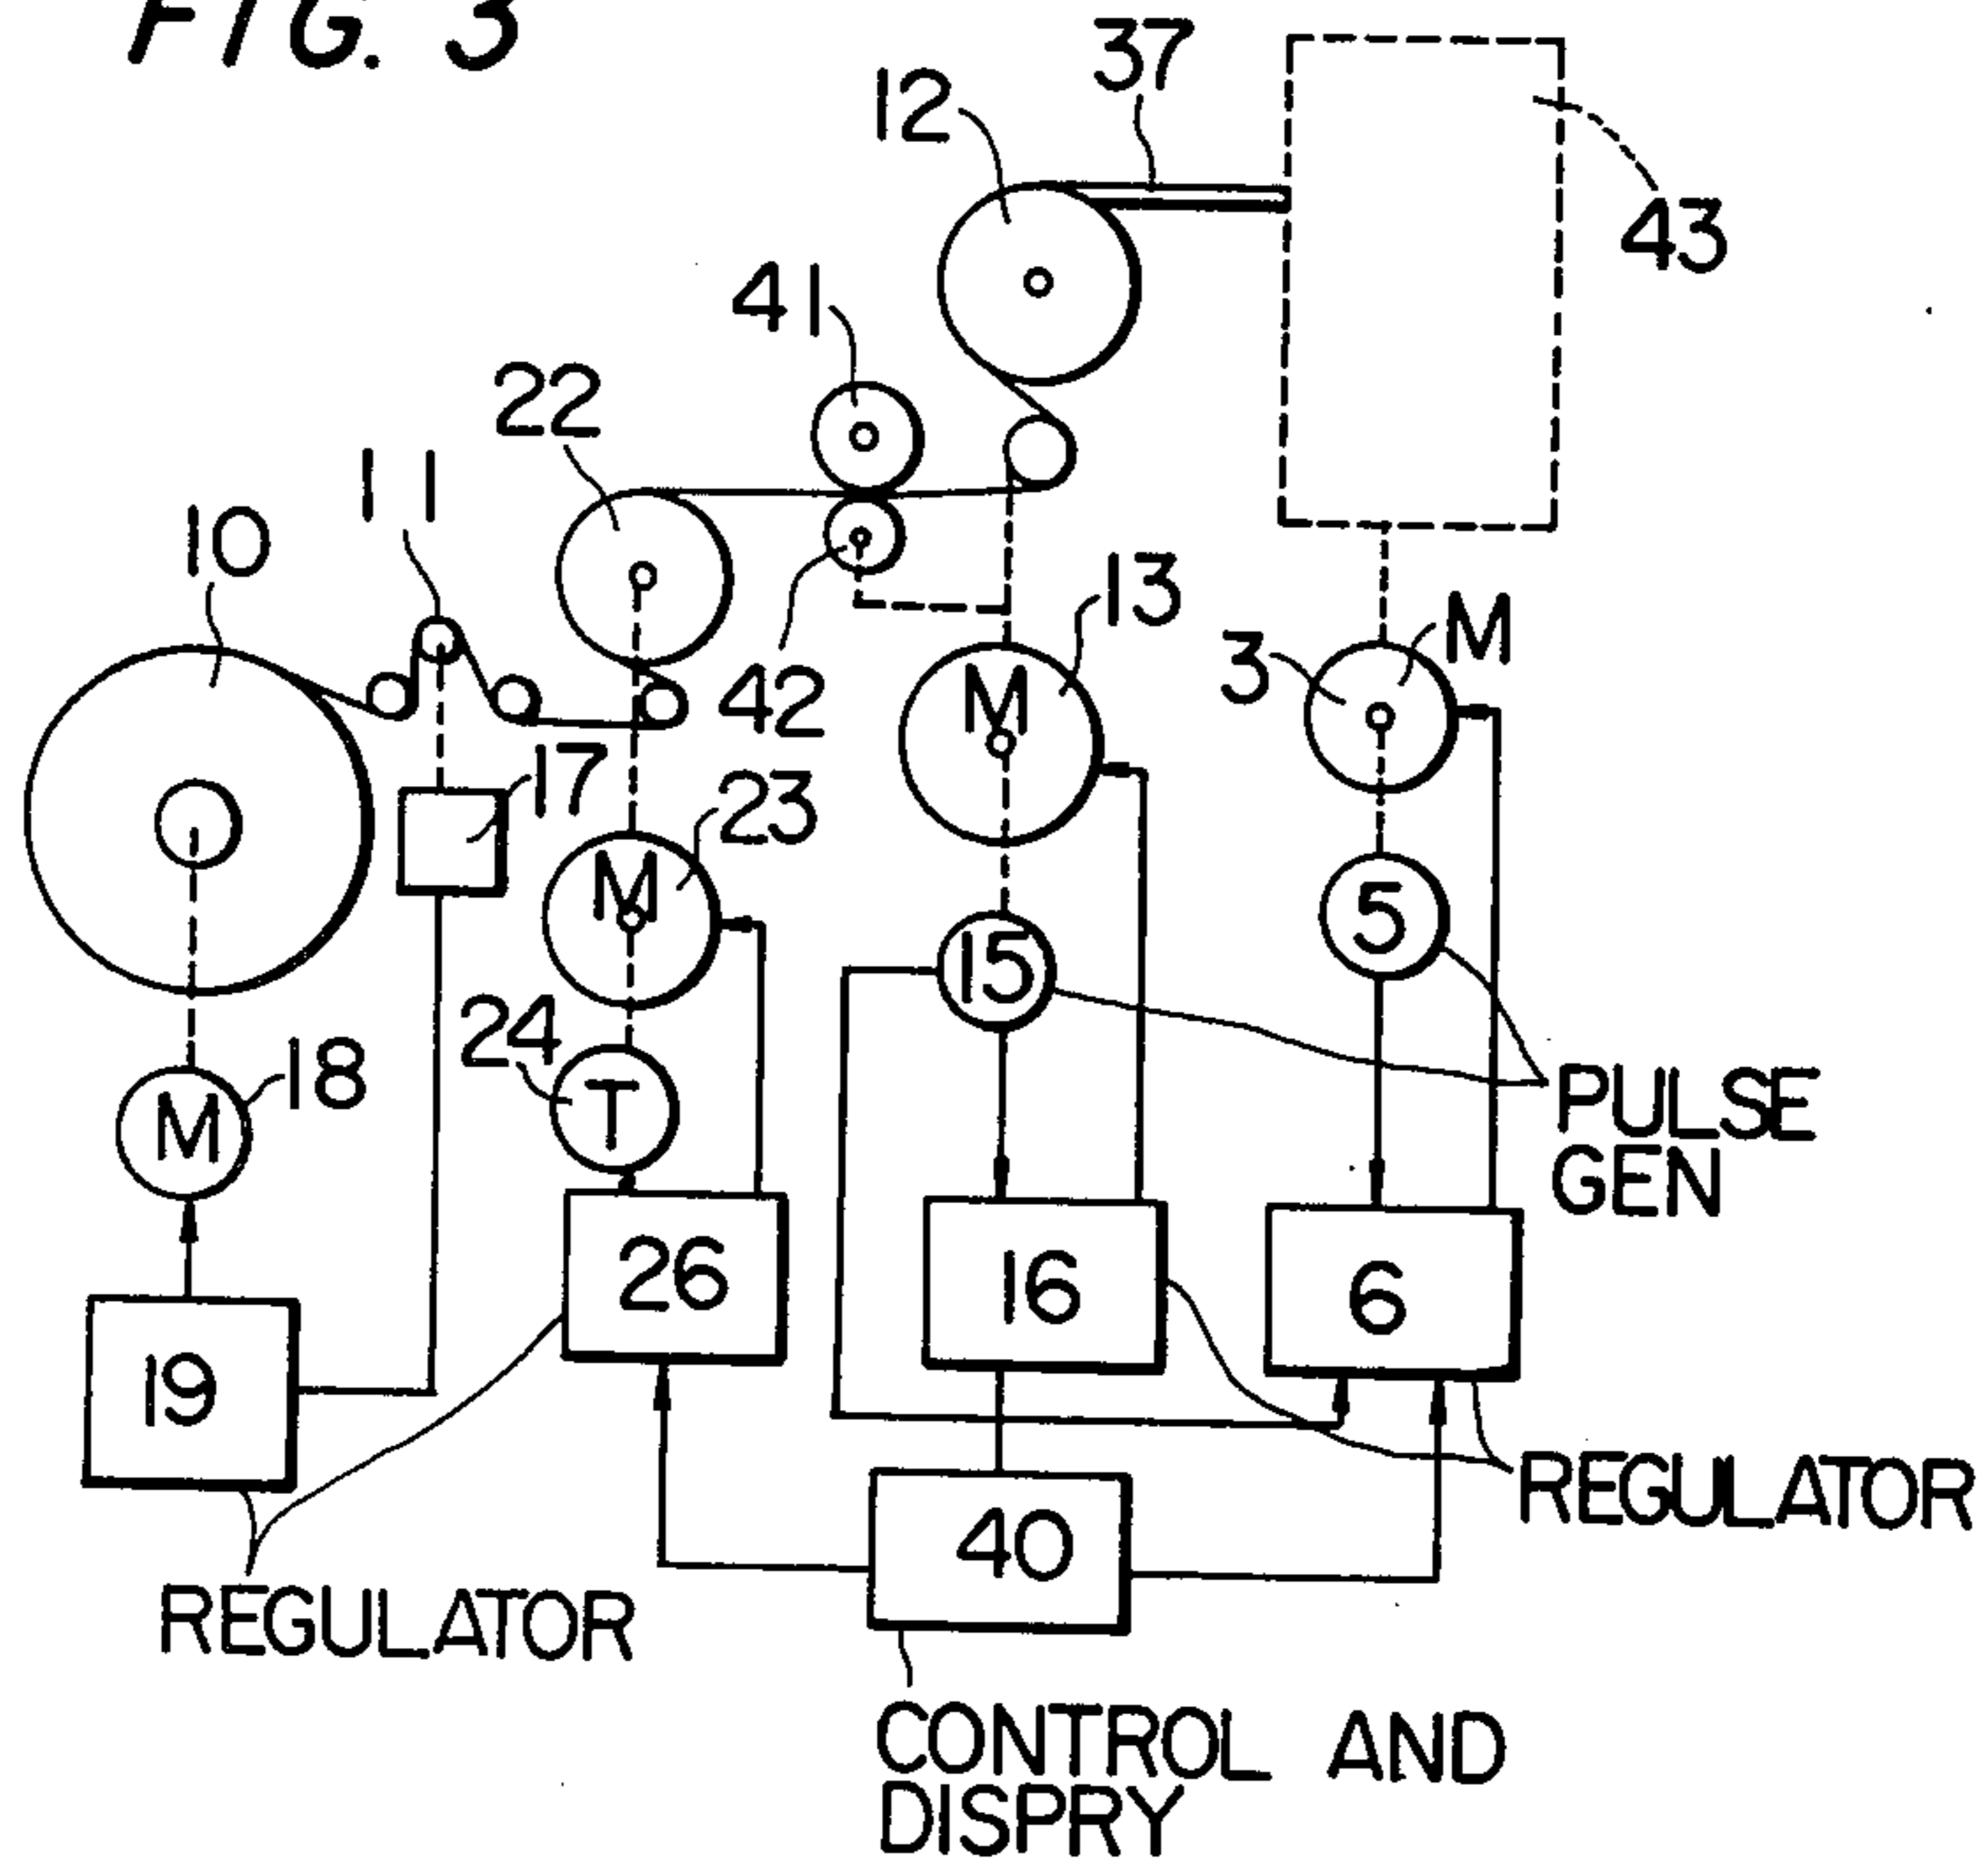 FIG. 3
37
12
43
41
22
11
10
13
M
3
42
M
17
23
M
5
15
24
18
T
M
PULSE
GEN
26
16
6
19
REGULATOR
40
REGULATOR
CONTROL AND
DISPRY